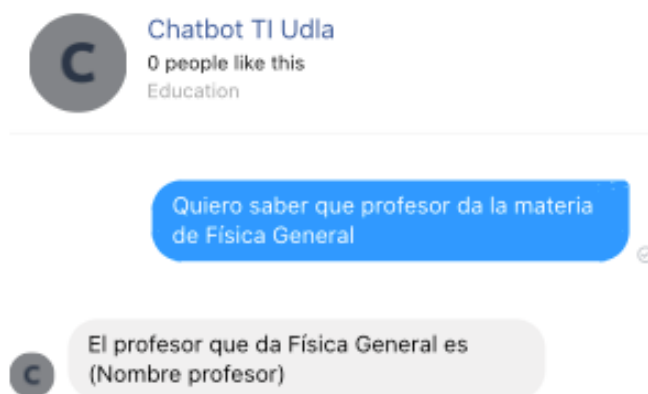 C
Chatbot TI Udla
0 people like this
Education
Quiero saber que profesor da la materia
de Física General
El profesor que da Física General es
(Nombre profesor)
C